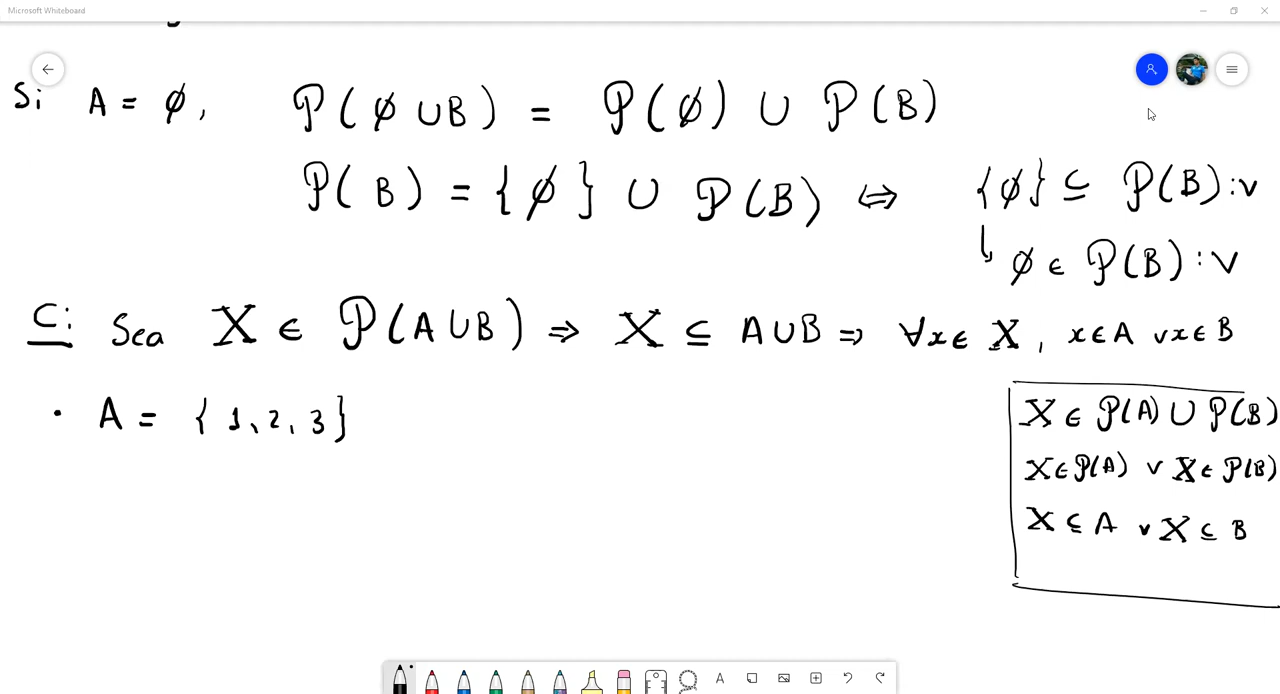 Microsoft Whiteboard
Si A = ∅, 𝒫(∅ ∪ B) = 𝒫(∅) ∪ 𝒫(B)
𝒫(B) = {∅} ∪ 𝒫(B) ⇔ {∅} ⊆ 𝒫(B) : V
↳ ∅ ∈ 𝒫(B) : V
⊆: Sea X ∈ 𝒫(A∪B) ⇒ X ⊆ A∪B ⇒ ∀x∈ X, x∈A ∨ x∈B
• A = {1, 2, 3}
X ∈ 𝒫(A) ∪ 𝒫(B)
X∈𝒫(A) ∨ X∈𝒫(B)
X ⊆ A ∨ X ⊆ B